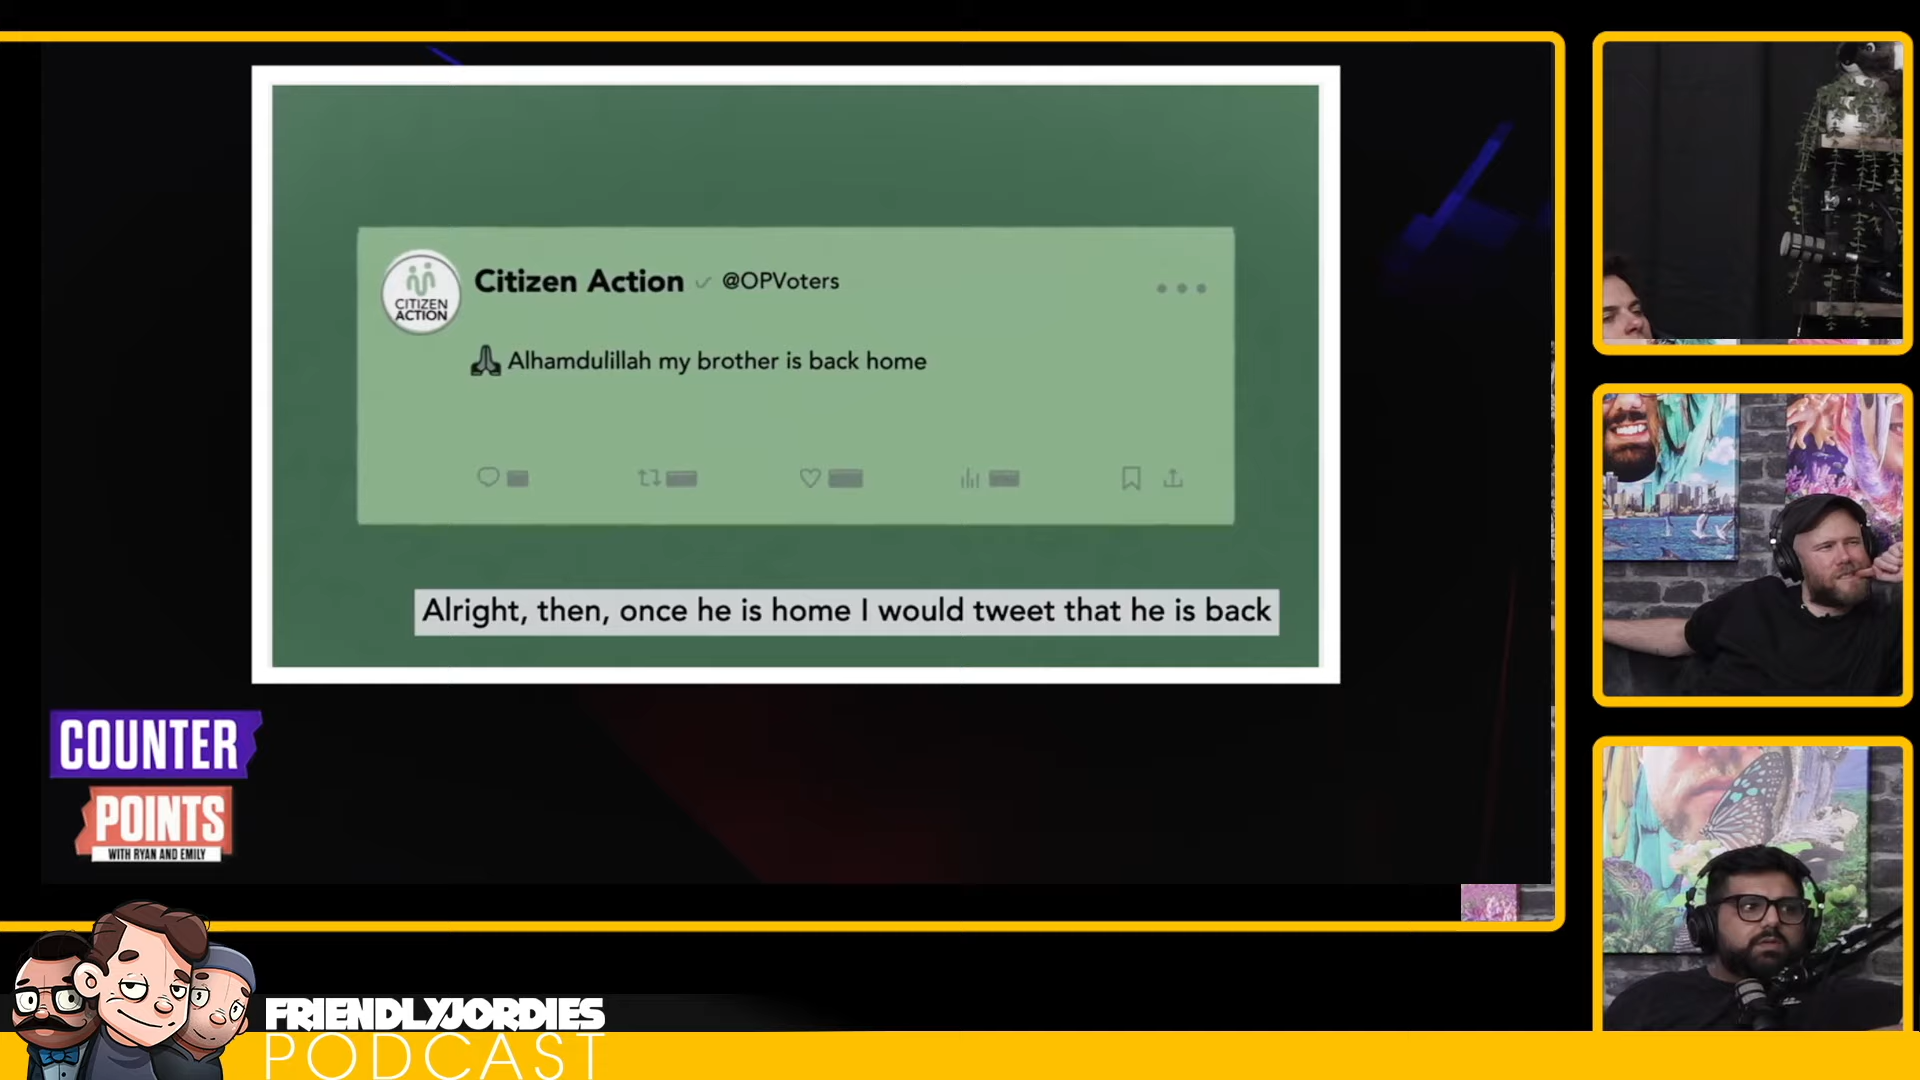 CITIZEN
ACTION
Citizen Action @OPVoters
Alhamdulillah my brother is back home
Alright, then, once he is home I would tweet that he is back
COUNTER
POINTS
WITH RYAN AND EMILY
FRIENDLYJORDIES
PODCAST